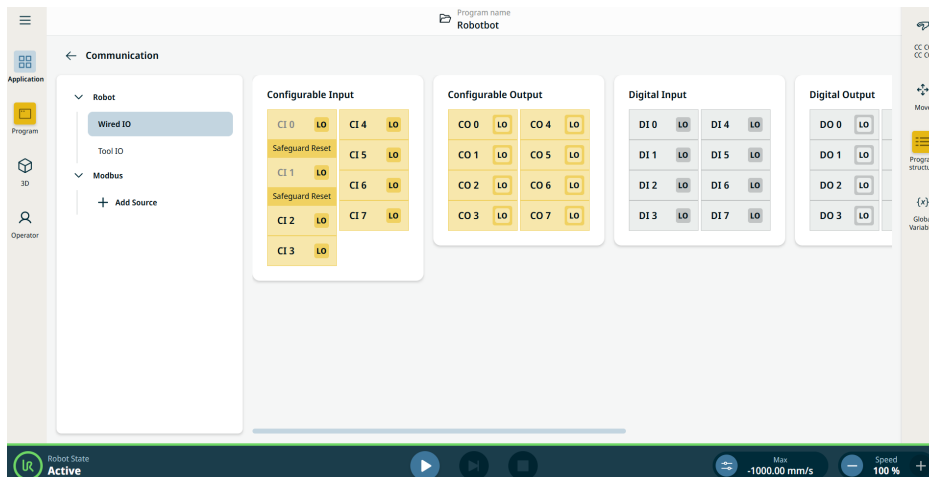 Program name
Robotbot
Communication
Application
Program
3D
Operator
Robot
Wired IO
Tool IO
Modbus
Add Source
Configurable Input
CI 0 LO CI 4 LO
Safeguard Reset
CI 5 LO
CI 1 LO
CI 6 LO
Safeguard Reset
CI 2 LO CI 7 LO
CI 3 LO
Configurable Output
CO 0 LO CO 4 LO
CO 1 LO CO 5 LO
CO 2 LO CO 6 LO
CO 3 LO CO 7 LO
Digital Input
DI 0 LO DI 4 LO
DI 1 LO DI 5 LO
DI 2 LO DI 6 LO
DI 3 LO DI 7 LO
Digital Output
DO 0 LO
DO 1 LO
DO 2 LO
DO 3 LO
Move
{x}
Robot State
Active
Max
-1000.00 mm/s
Speed
100 %